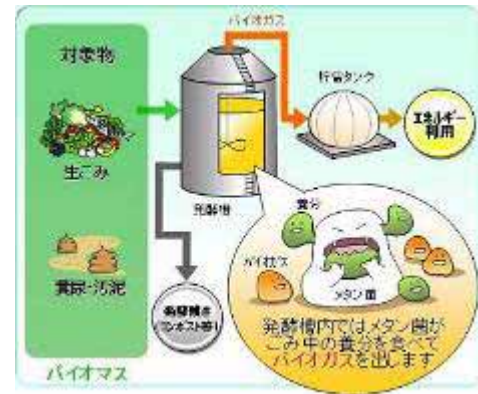 バイオガス
対象物
貯留タンク
エネルギー
利用
生ごみ
発酵槽
養分
バイオガス
メタン菌
糞尿・汚泥
発酵槽内ではメタン菌が
ごみ中の養分を食べて
バイオガスを出します
バイオマス